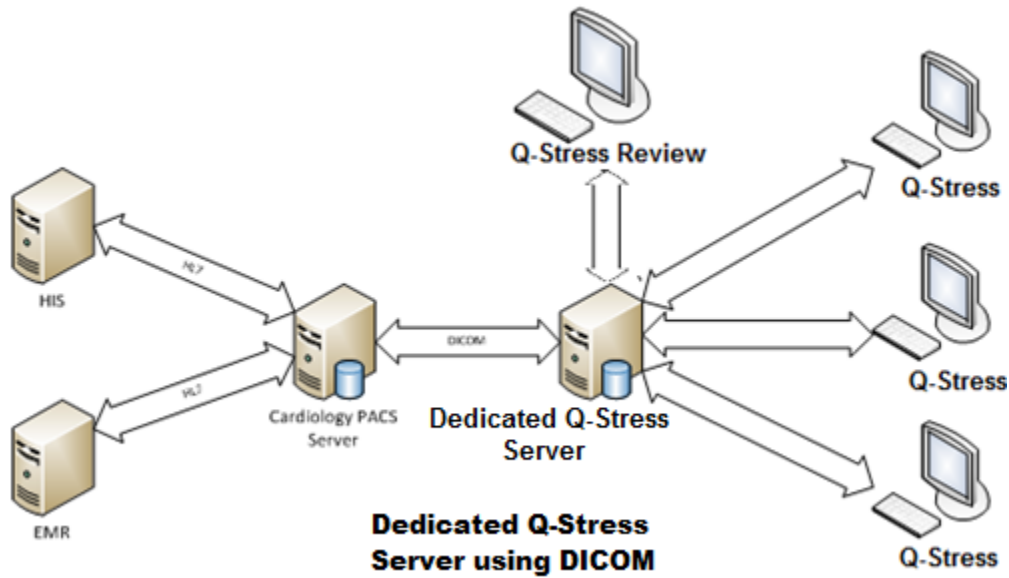 Q-Stress Review
Q-Stress
HL7
HIS
DICOM
Q-Stress
HL7
Cardiology PACS
Server
Dedicated Q-Stress
Server
EMR
Dedicated Q-Stress
Server using DICOM
Q-Stress